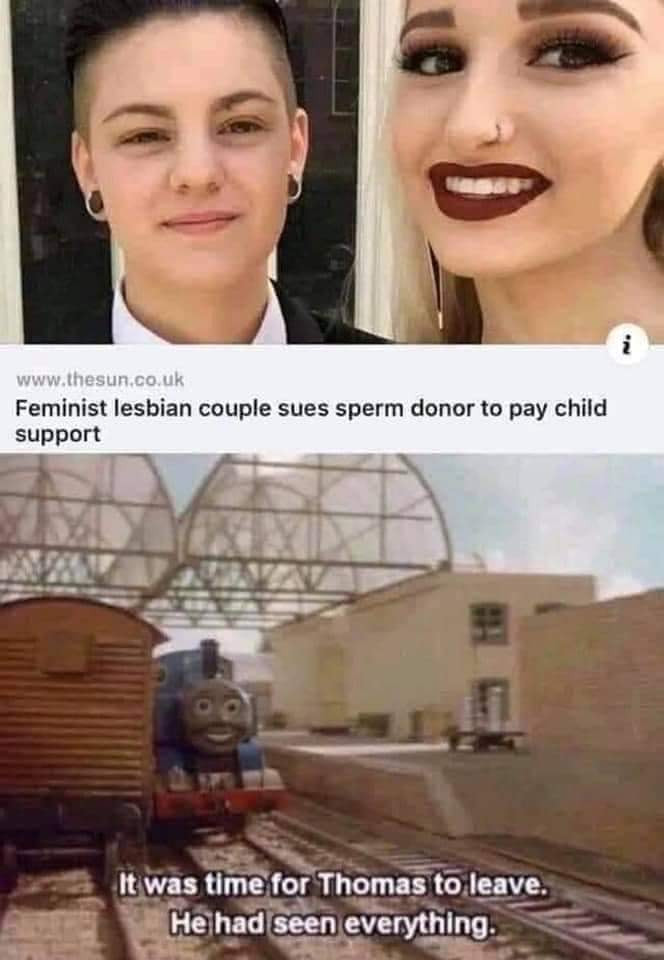 i
www.thesun.co.uk
Feminist lesbian couple sues sperm donor to pay child
support
It was time for Thomas to leave.
He had seen everything.